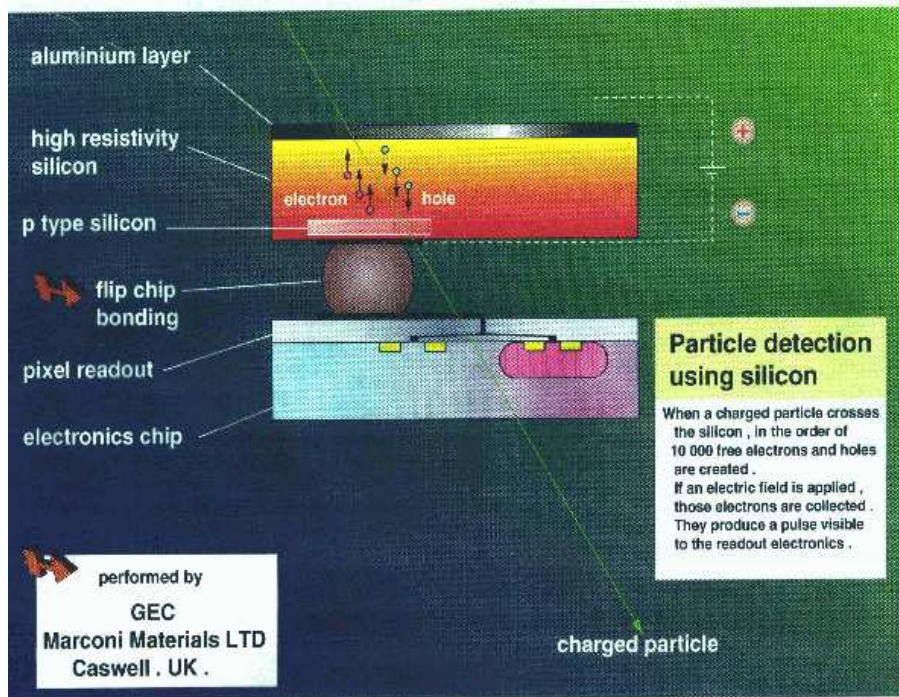 aluminium layer
high resistivity
silicon
electron
hole
p type silicon
flip chip
bonding
pixel readout
electronics chip
+
−
Particle detection
using silicon
When a charged particle crosses
the silicon , in the order of
10 000 free electrons and holes
are created .
If an electric field is applied ,
those electrons are collected .
They produce a pulse visible
to the readout electronics .
performed by
GEC
Marconi Materials LTD
Caswell . UK .
charged particle